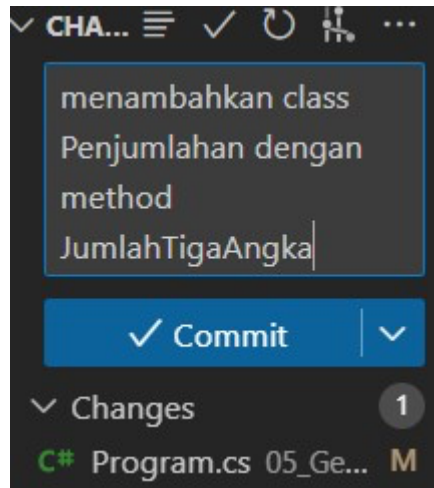 CHA...
menambahkan class
Penjumlahan dengan
method
JumlahTigaAngka
Commit
Changes 1
C# Program.cs 05_Ge... M